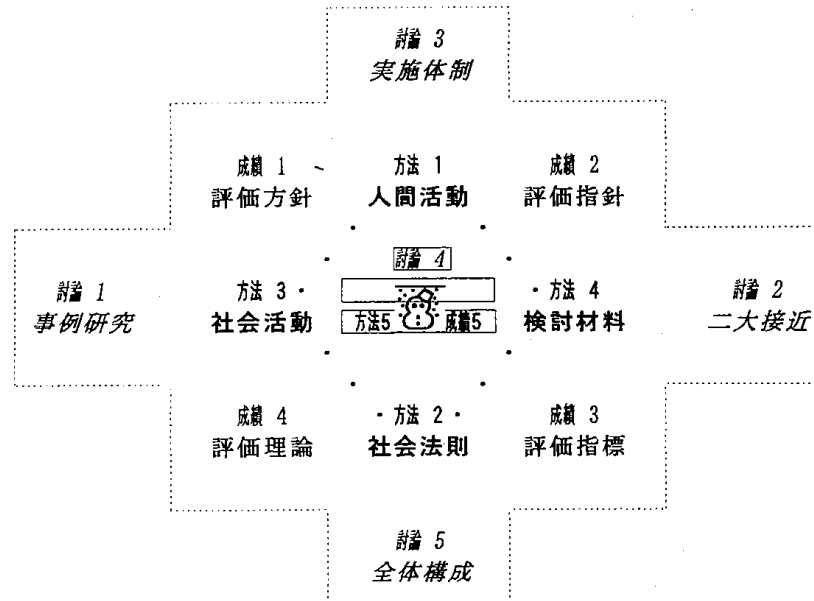 討論 3
実施体制
成績 1 方法 1 成績 2
評価方針 人間活動 評価指針
討論 4
討論 1 方法 3 ・ ・ 方法 4 討論 2
事例研究 社会活動 方法5 成績5 検討材料 二大接近
成績 4 ・ 方法 2 ・ 成績 3
評価理論 社会法則 評価指標
討論 5
全体構成